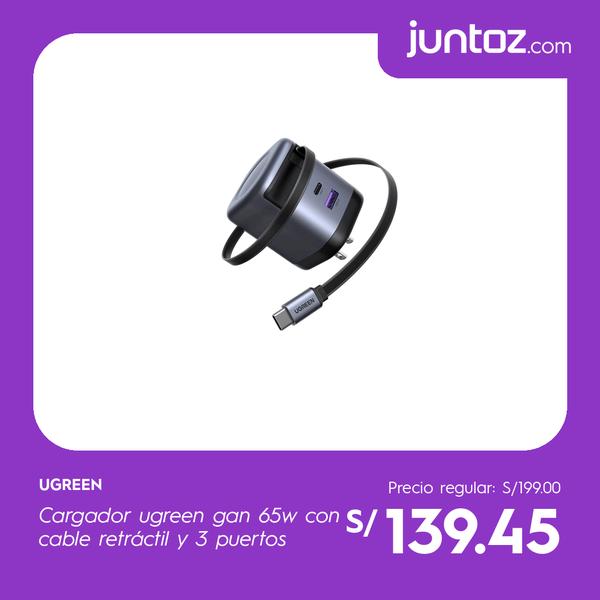 juntoz.com
UGREEN
UGREEN
Cargador ugreen gan 65w con
cable retráctil y 3 puertos
Precio regular: S/199.00
S/139.45